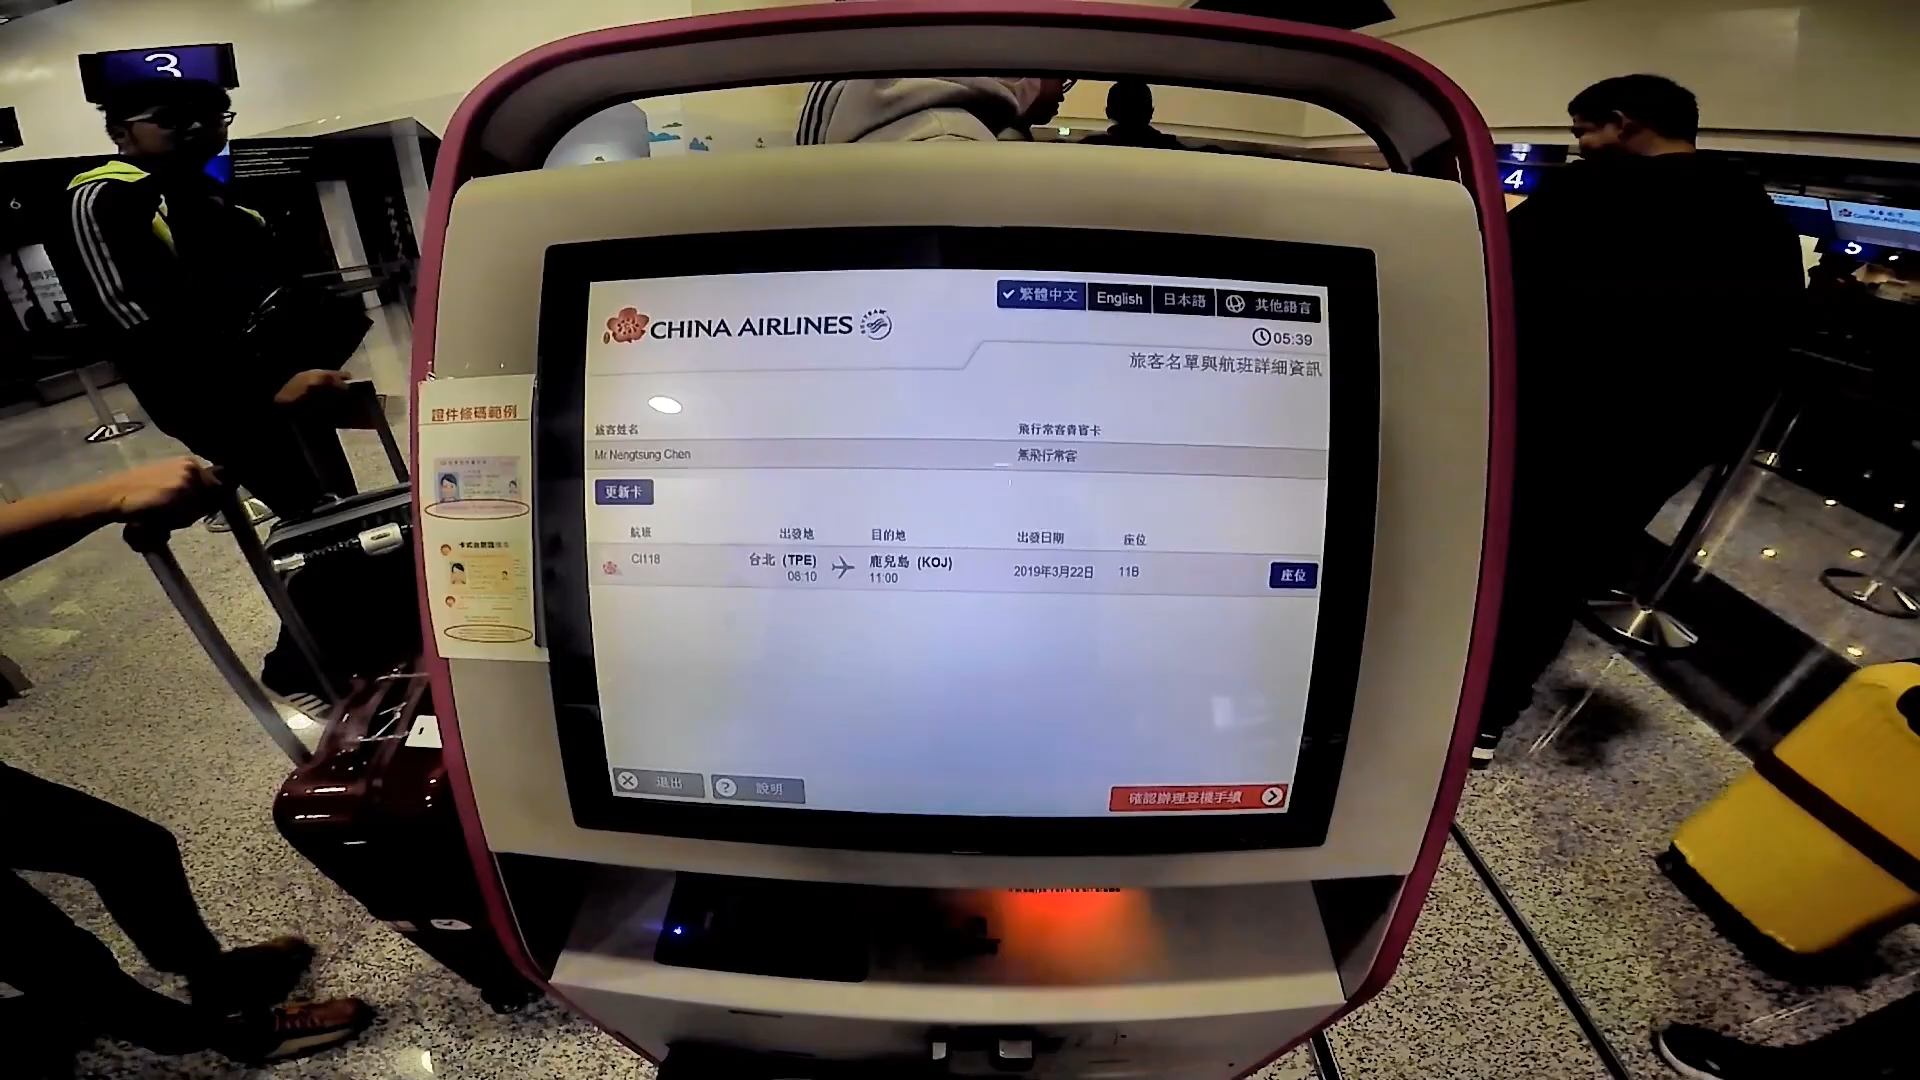 3
6
4
5
CHINA AIRLINES
繁體中文 English 日本語 其他語言
05:39
旅客名單與航班詳細資訊
旅客姓名 飛行常客貴賓卡
Mr Nengtsung Chen 無飛行常客
更新卡
航班 出發地 目的地 出發日期 座位
CI118 台北 (TPE) 鹿兒島 (KOJ) 2019年3月22日 11B 座位
08:10 11:00
退出 說明 確認辦理登機手續
證件條碼範例